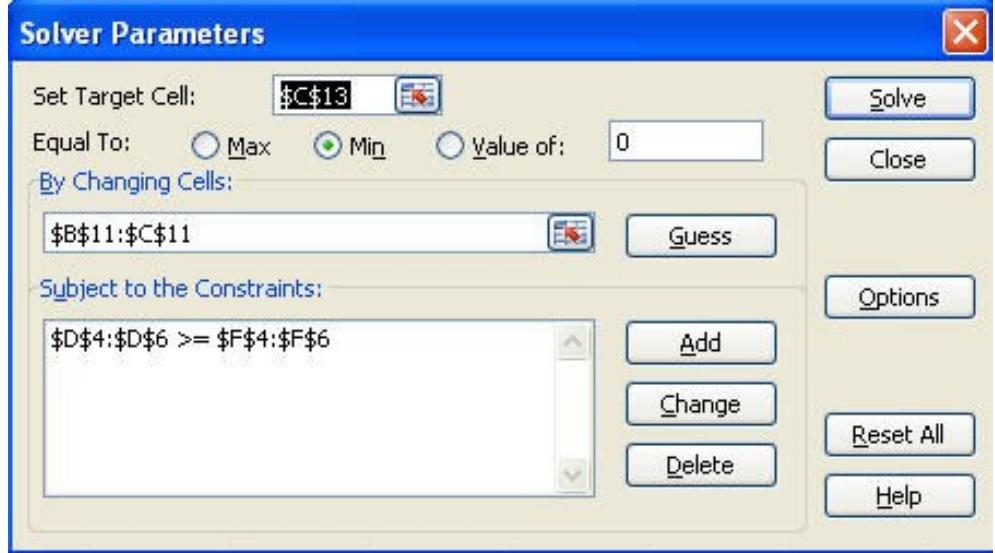 Solver Parameters
Set Target Cell: $C$13 Solve
Equal To: Max Min Value of: 0 Close
By Changing Cells:
$B$11:$C$11 Guess
Subject to the Constraints: Options
$D$4:$D$6 >= $F$4:$F$6 Add
Change
Reset All
Delete
Help